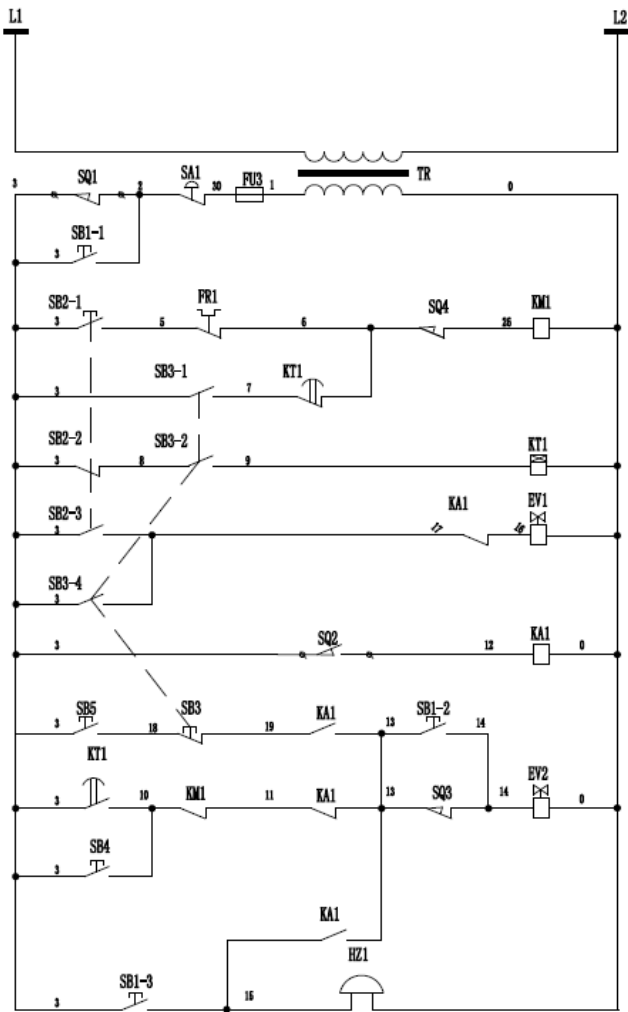 L1 L2
TR
3 SQ1 2 SA1 30 FU3 1 0
3 SB1-1
SB2-1 FR1 SQ4 KM1
3 5 6 26
SB3-1 KT1
3 7
SB2-2 SB3-2 KT1
3 8 9
SB2-3 KA1 EV1
3 17 16
SB3-4
3
3 SQ2 12 KA1 0
SB5 SB3 KA1 SB1-2
3 18 19 13 14
KT1 EV2
3 10 KM1 11 KA1 13 SQ3 14 0
SB4
3
KA1
HZ1
SB1-3
3 15